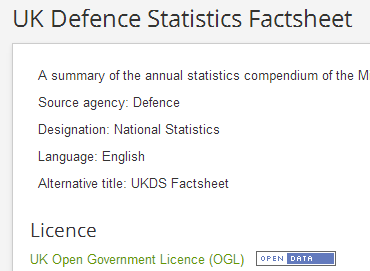 UK Defence Statistics Factsheet
A summary of the annual statistics compendium of the M
Source agency: Defence
Designation: National Statistics
Language: English
Alternative title: UKDS Factsheet
Licence
UK Open Government Licence (OGL) OPEN DATA